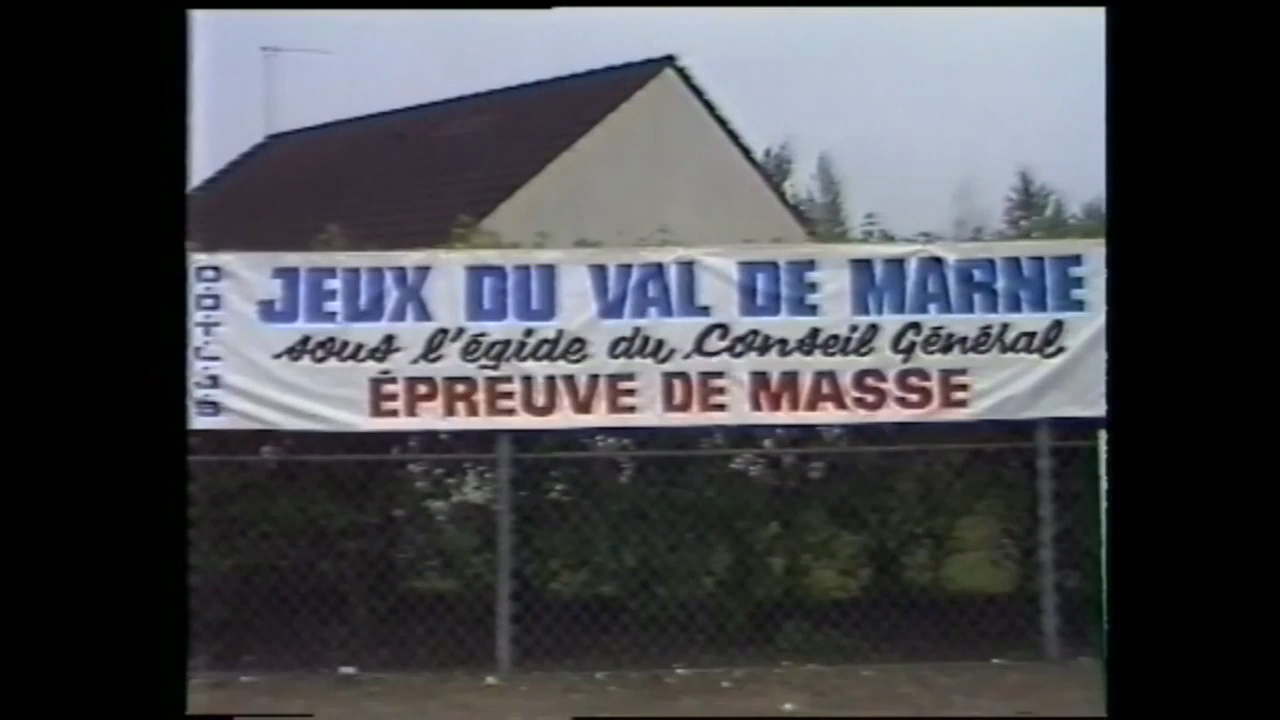 JEUX DU VAL DE MARNE
sous l'égide du Conseil Général
ÉPREUVE DE MASSE